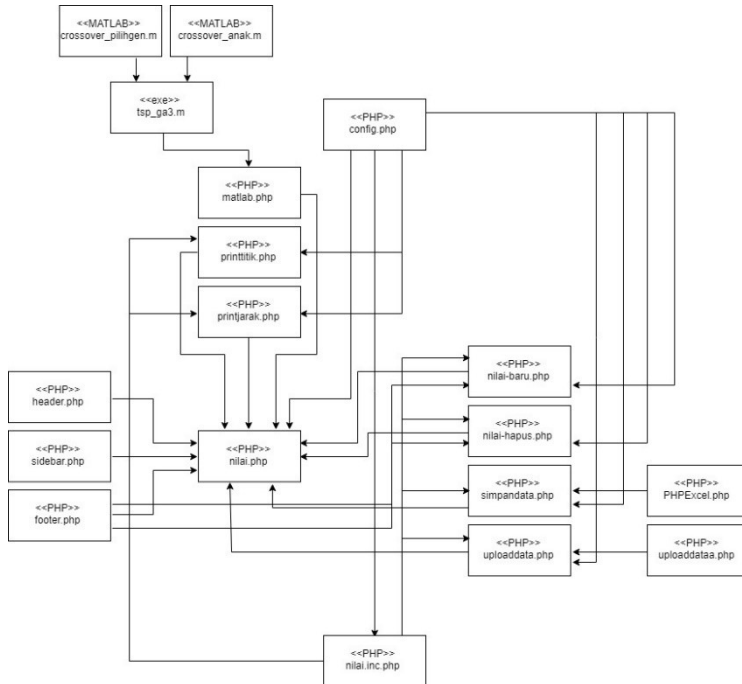 <<MATLAB>>
crossover_pilihgen.m
<<MATLAB>>
crossover_anak.m
<<exe>>
tsp_ga3.m
<<PHP>>
config.php
<<PHP>>
matlab.php
<<PHP>>
printtitik.php
<<PHP>>
printjarak.php
<<PHP>>
nilai-baru.php
<<PHP>>
header.php
<<PHP>>
nilai-hapus.php
<<PHP>>
sidebar.php
<<PHP>>
nilai.php
<<PHP>>
simpandata.php
<<PHP>>
PHPExcel.php
<<PHP>>
footer.php
<<PHP>>
uploaddata.php
<<PHP>>
uploaddataa.php
<<PHP>>
nilai.inc.php